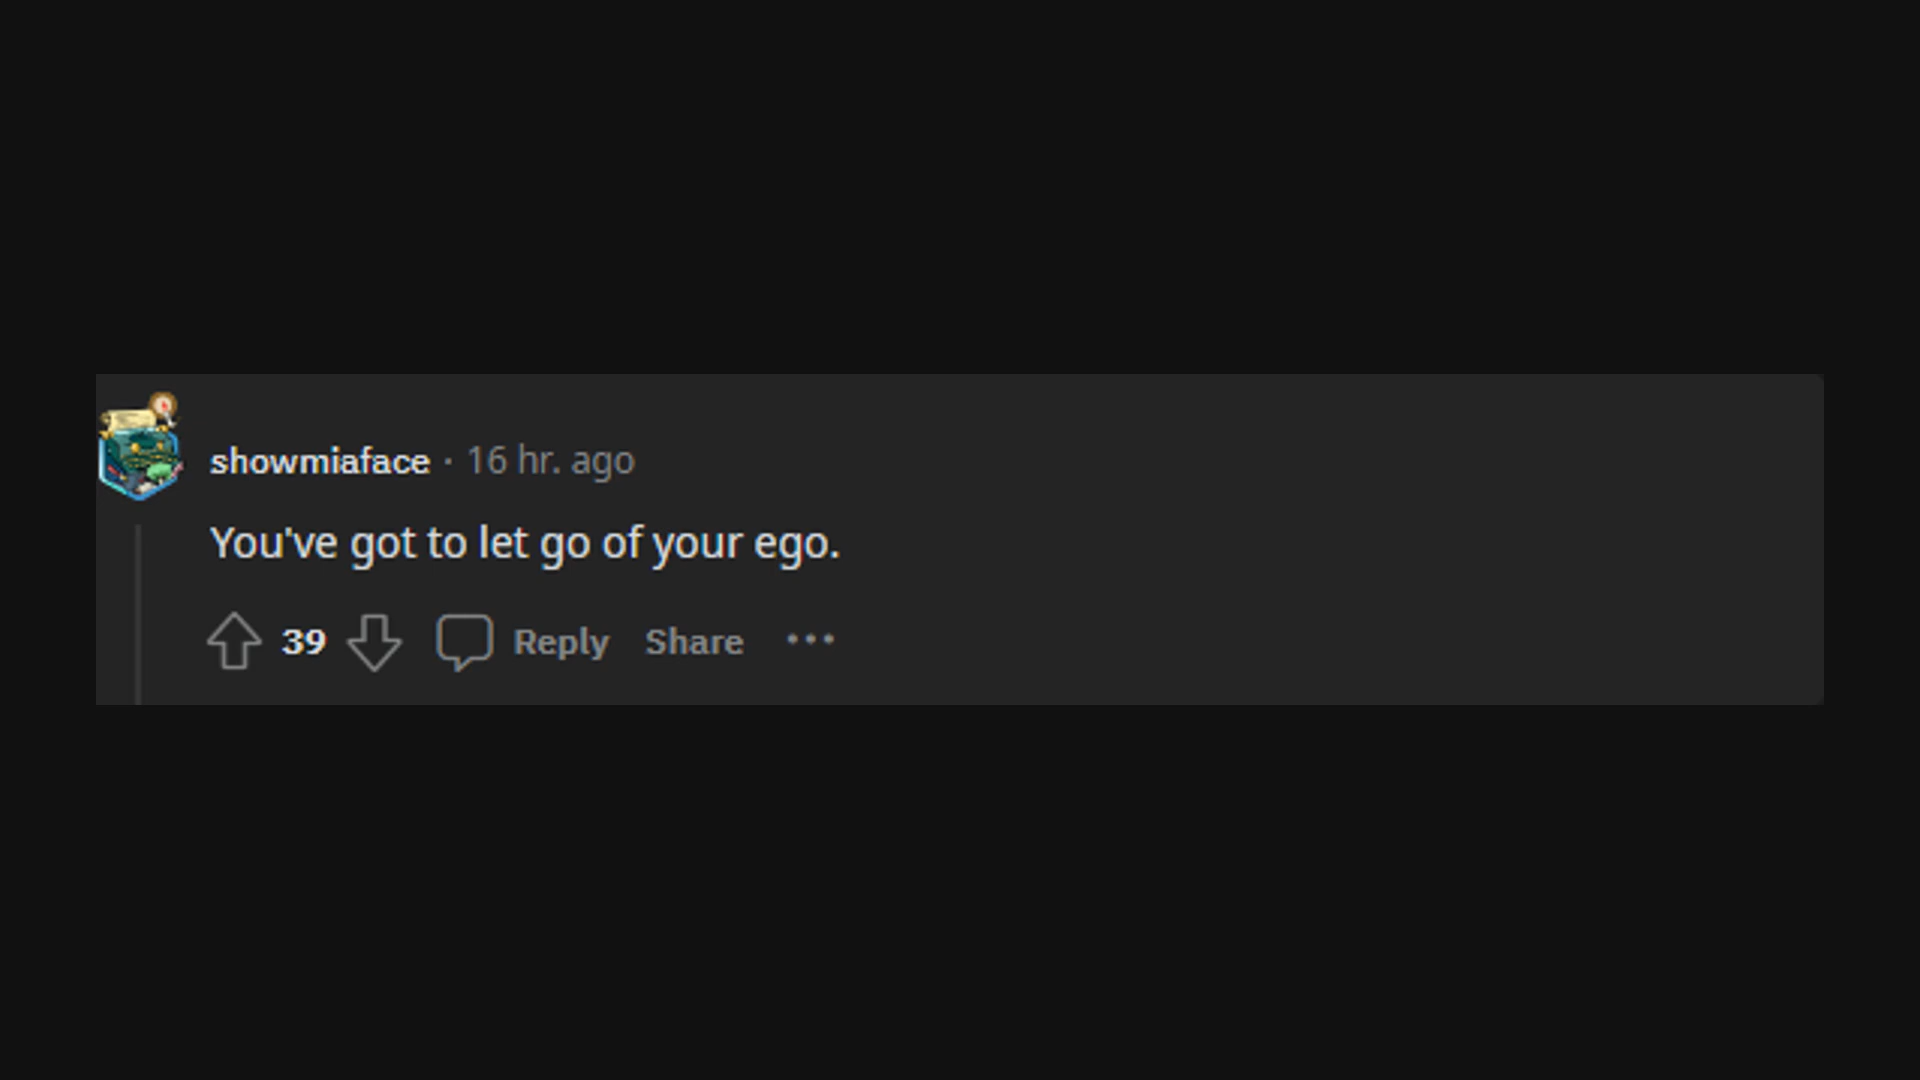 showmiaface · 16 hr. ago
You've got to let go of your ego.
39 Reply Share ···